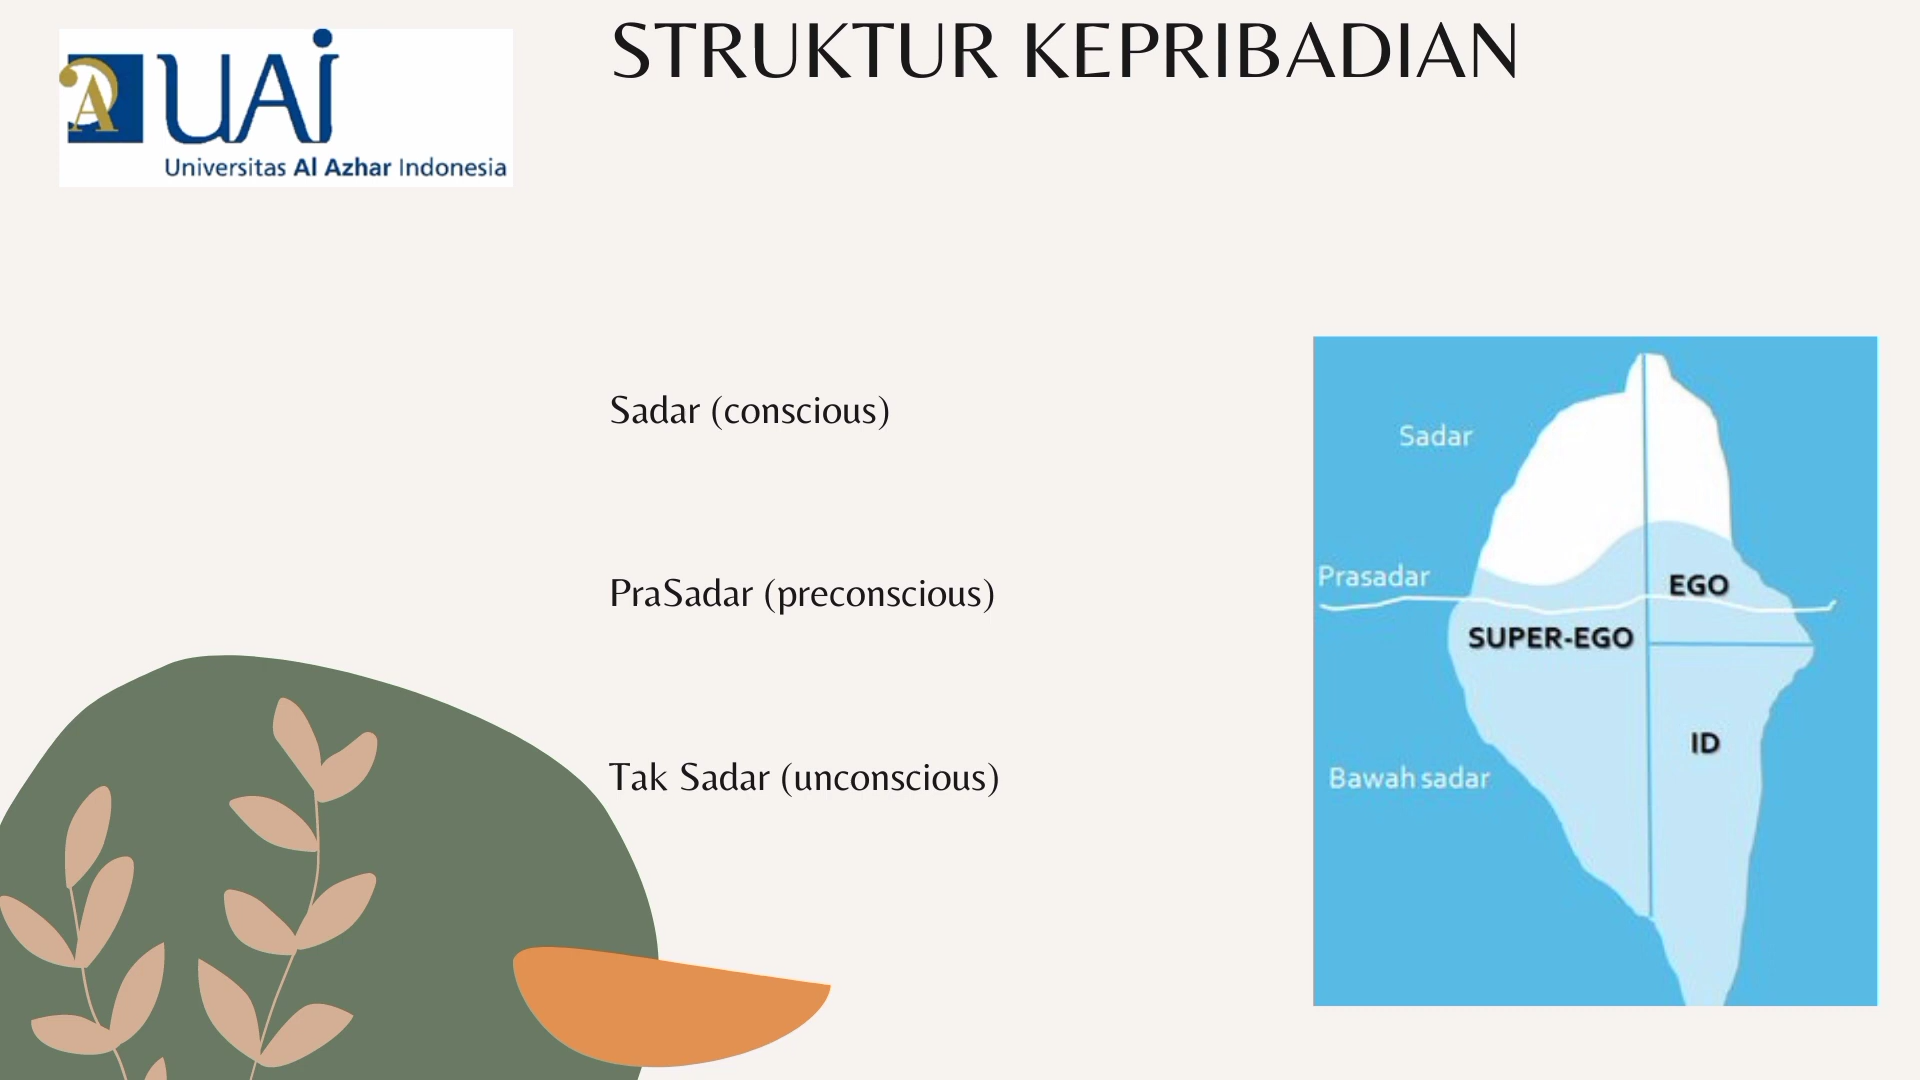 STRUKTUR KEPRIBADIAN
UAI
Universitas Al Azhar Indonesia
Sadar (conscious)
PraSadar (preconscious)
Tak Sadar (unconscious)
Sadar
Prasadar
EGO
SUPER-EGO
ID
Bawah sadar